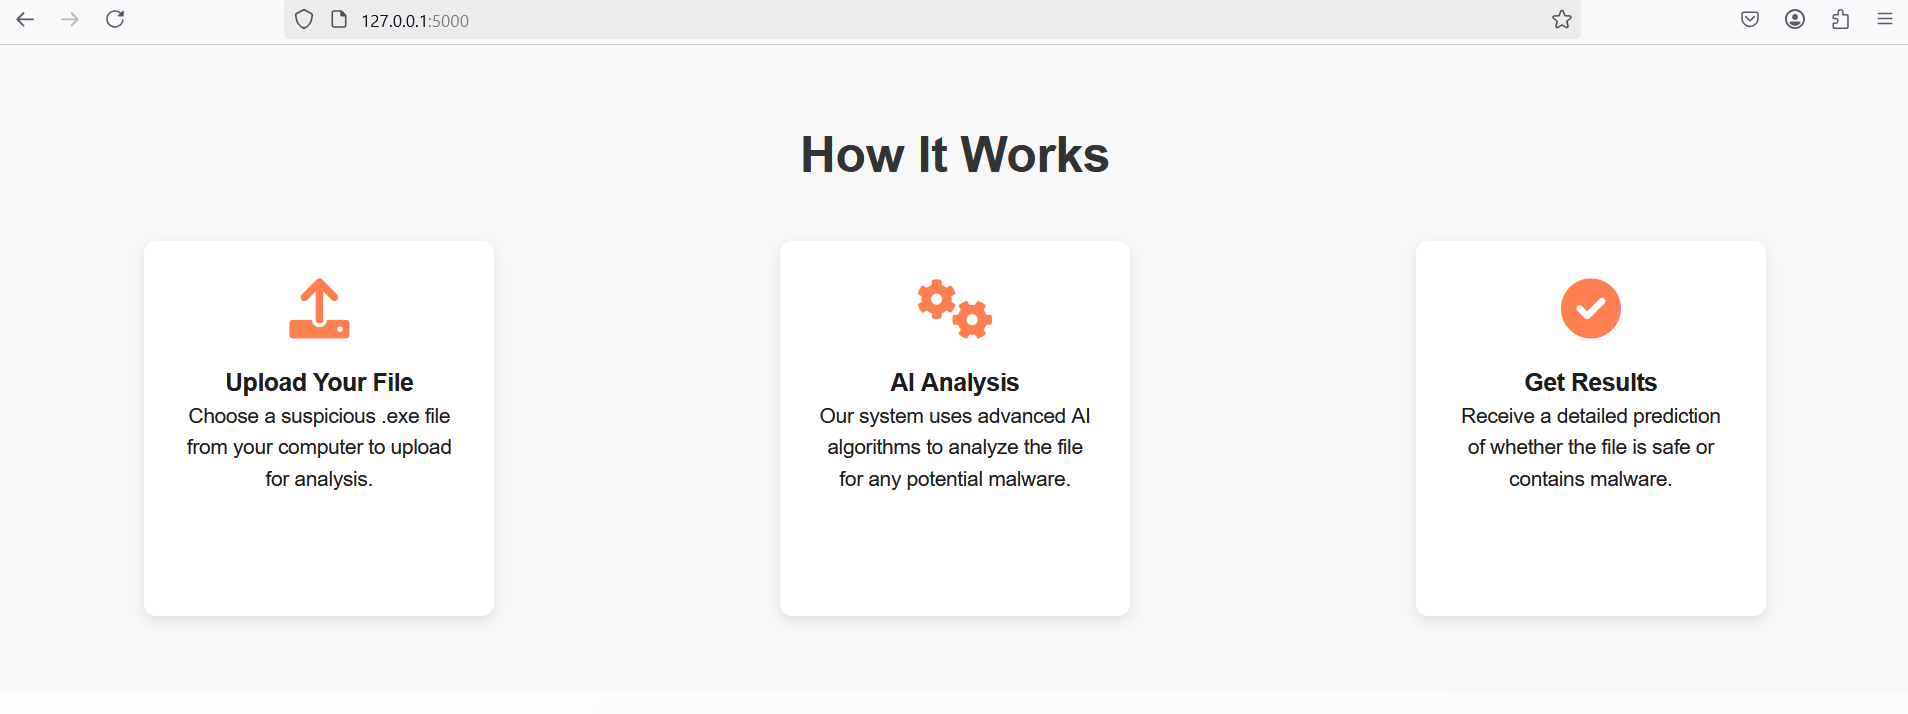 127.0.0.1:5000
How It Works
Upload Your File
Choose a suspicious .exe file
from your computer to upload
for analysis.
AI Analysis
Our system uses advanced AI
algorithms to analyze the file
for any potential malware.
Get Results
Receive a detailed prediction
of whether the file is safe or
contains malware.